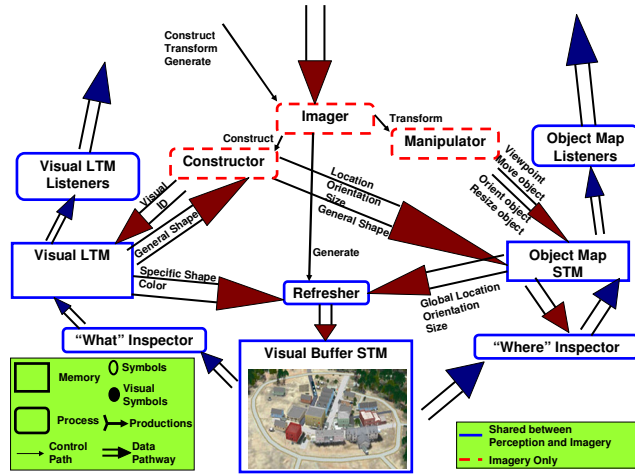 Construct
Transform
Generate
Imager
Transform
Construct
Manipulator
Object Map
Listeners
Constructor
Visual LTM
Listeners
Viewpoint
Move object
Orient object
Resize object
Location
Orientation
Size
General Shape
Visual
ID
General Shape
Visual LTM
Generate
Object Map
STM
Specific Shape
Color
Refresher
Global Location
Orientation
Size
“What” Inspector
Visual Buffer STM
“Where” Inspector
Memory
Symbols
Visual
Symbols
Process
Productions
Control
Path
Data
Pathway
Shared between
Perception and Imagery
Imagery Only